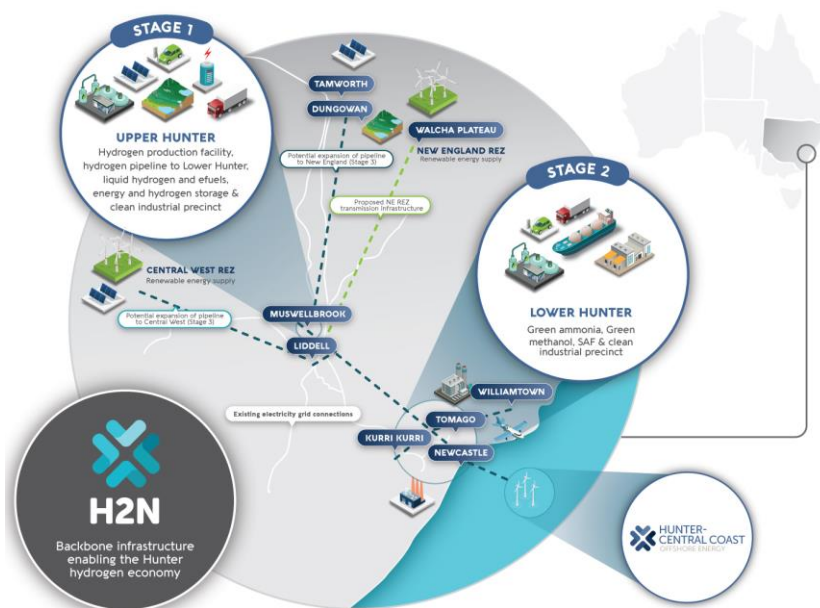 STAGE 1
UPPER HUNTER
Hydrogen production facility,
hydrogen pipeline to Lower Hunter,
liquid hydrogen and efuels,
energy and hydrogen storage &
clean industrial precinct
TAMWORTH
DUNGOWAN
WALCHA PLATEAU
NEW ENGLAND REZ
Renewable energy supply
Potential expansion of pipeline
to New England (Stage 3)
Proposed NE REZ
transmission infrastructure
STAGE 2
LOWER HUNTER
Green ammonia, Green
methanol, SAF & clean
industrial precinct
CENTRAL WEST REZ
Renewable energy supply
Potential expansion of pipeline
to Central West (Stage 3)
MUSWELLBROOK
LIDDELL
Existing electricity grid connections
WILLIAMTOWN
TOMAGO
KURRI KURRI
NEWCASTLE
H2N
Backbone infrastructure
enabling the Hunter
hydrogen economy
HUNTER-
CENTRAL COAST
OFFSHORE ENERGY